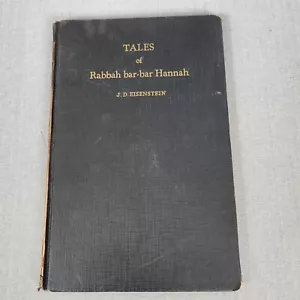 TALES
of
Rabbah bar-bar Hannah
J. D. EISENSTEIN